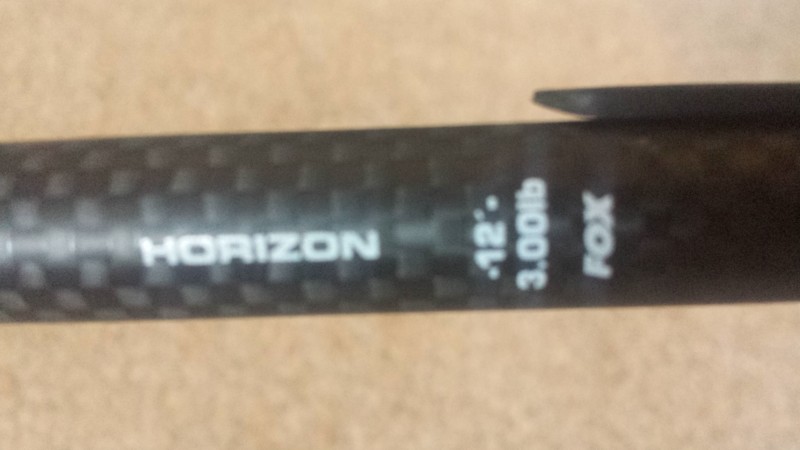 HORIZON
-12'-
3.00lb
FOX